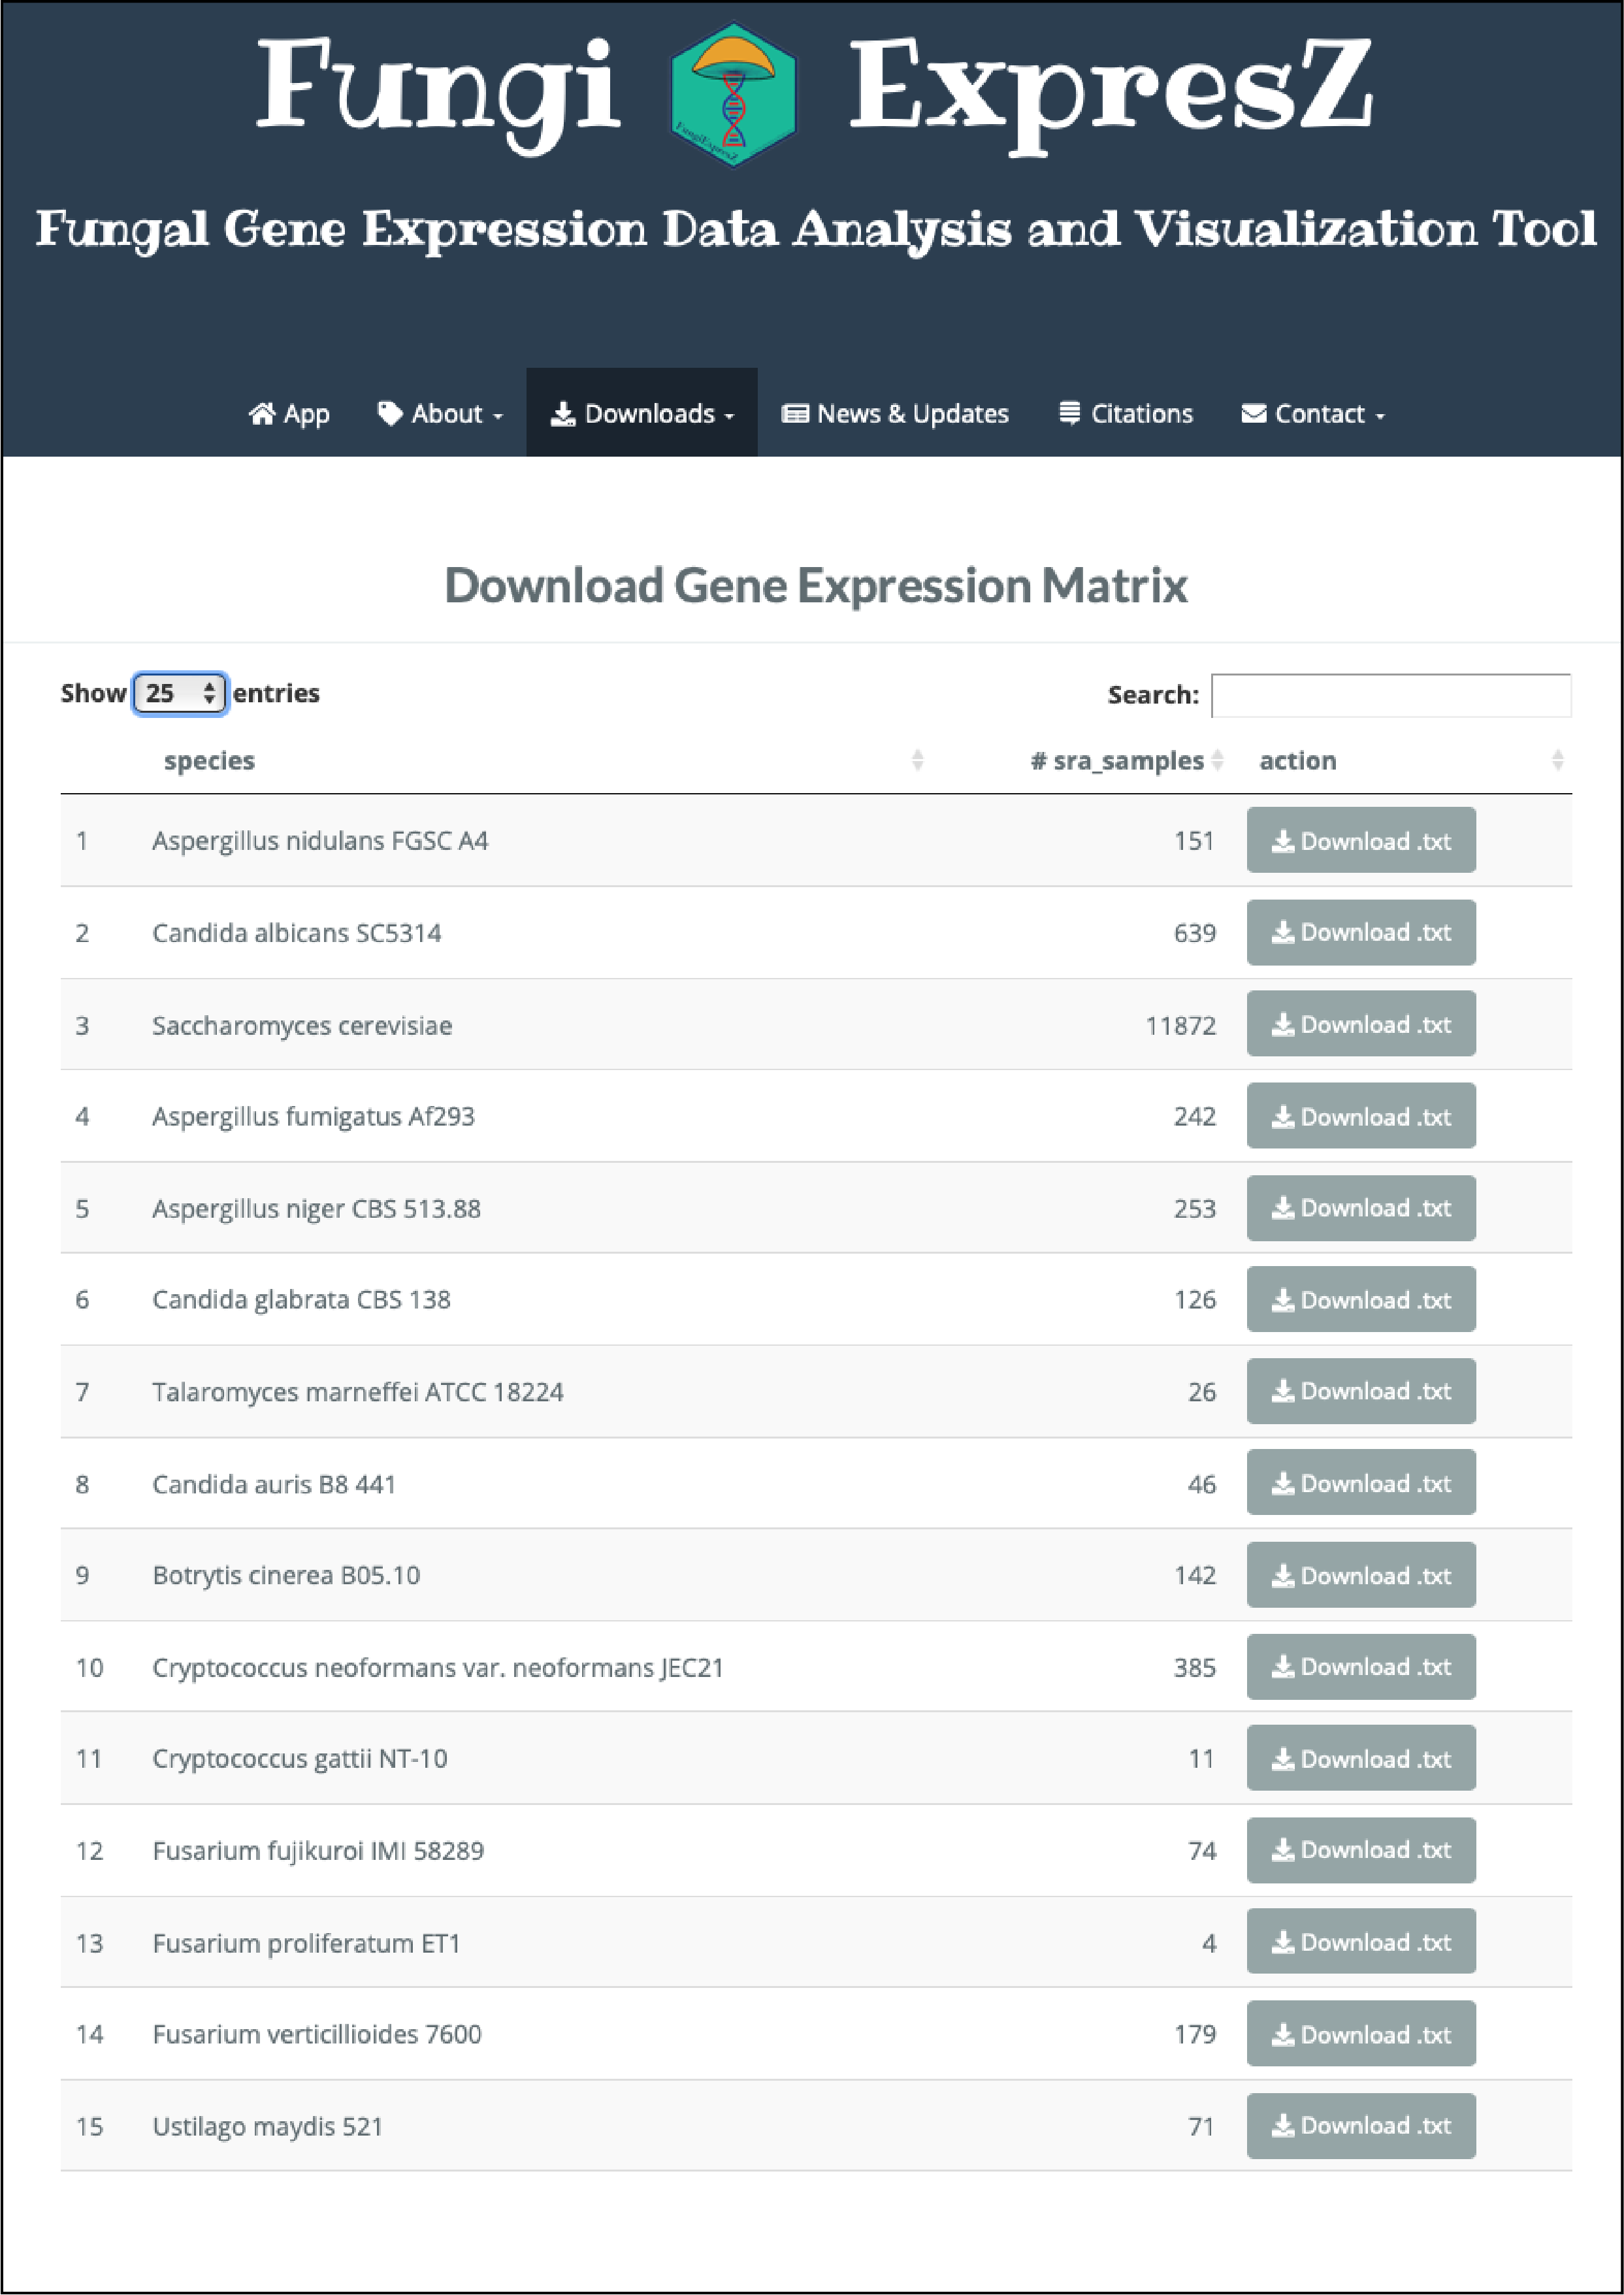 Fungi ExpresZ
FungiExpresZ
Fungal Gene Expression Data Analysis and Visualization Tool
App About Downloads News & Updates Citations Contact
Download Gene Expression Matrix
Show 25 entries Search:
species # sra_samples action
1 Aspergillus nidulans FGSC A4 151 Download .txt
2 Candida albicans SC5314 639 Download .txt
3 Saccharomyces cerevisiae 11872 Download .txt
4 Aspergillus fumigatus Af293 242 Download .txt
5 Aspergillus niger CBS 513.88 253 Download .txt
6 Candida glabrata CBS 138 126 Download .txt
7 Talaromyces marneffei ATCC 18224 26 Download .txt
8 Candida auris B8 441 46 Download .txt
9 Botrytis cinerea B05.10 142 Download .txt
10 Cryptococcus neoformans var. neoformans JEC21 385 Download .txt
11 Cryptococcus gattii NT-10 11 Download .txt
12 Fusarium fujikuroi IMI 58289 74 Download .txt
13 Fusarium proliferatum ET1 4 Download .txt
14 Fusarium verticillioides 7600 179 Download .txt
15 Ustilago maydis 521 71 Download .txt